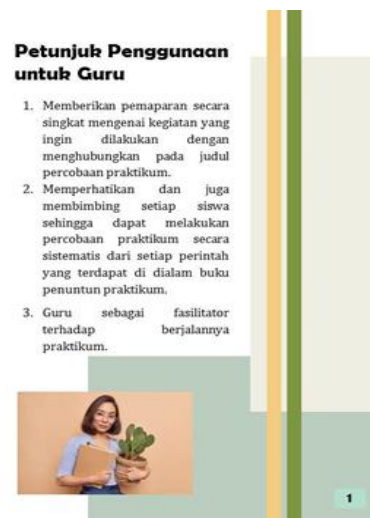 Petunjuk Penggunaan
untuk Guru
1. Memberikan pemaparan secara
singkat mengenai kegiatan yang
ingin dilakukan dengan
menghubungkan pada judul
percobaan praktikum.
2. Memperhatikan dan juga
membimbing setiap siswa
sehingga dapat melakukan
percobaan praktikum secara
sistematis dari setiap perintah
yang terdapat di dialam buku
penuntun praktikum.
3. Guru sebagai fasilitator
terhadap berjalannya
praktikum.
1